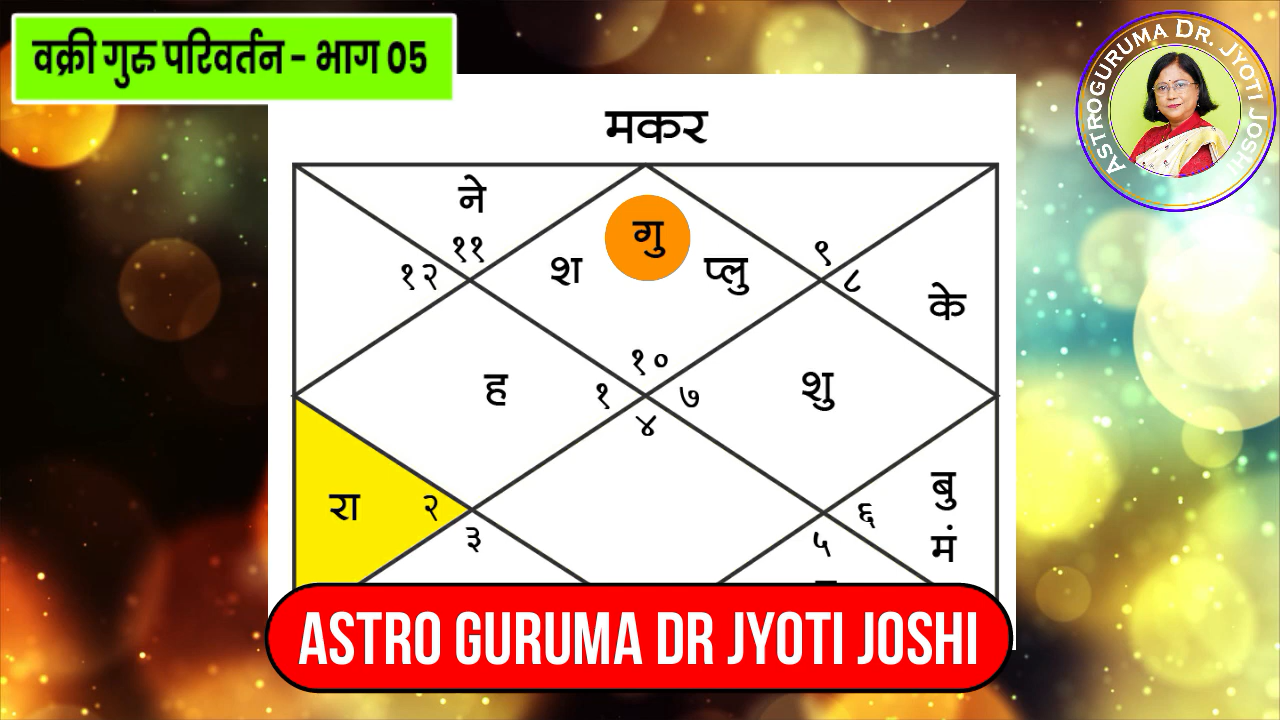 वक्री गुरु परिवर्तन - भाग 05
ASTROGURUMA DR. JYOTI JOSHI
मकर
ने
गु
११
९
१२
श
प्लु
८
के
१०
ह
१
७
शु
४
रा
२
६
बु
३
५
मं
ASTRO GURUMA DR JYOTI JOSHI